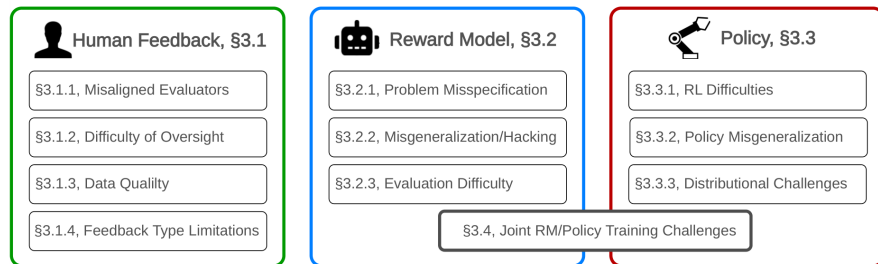 Human Feedback, §3.1
§3.1.1, Misaligned Evaluators
§3.1.2, Difficulty of Oversight
§3.1.3, Data Qualilty
§3.1.4, Feedback Type Limitations
Reward Model, §3.2
§3.2.1, Problem Misspecification
§3.2.2, Misgeneralization/Hacking
§3.2.3, Evaluation Difficulty
Policy, §3.3
§3.3.1, RL Difficulties
§3.3.2, Policy Misgeneralization
§3.3.3, Distributional Challenges
§3.4, Joint RM/Policy Training Challenges